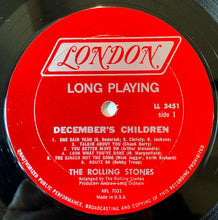 LONDON
LONG PLAYING
LL 3451
side 1
DECEMBER'S CHILDREN
1. SHE SAID YEAH (B. Roderick; E. Christy; J. Jackson)
2. TALKIN' ABOUT YOU (Chuck Berry)
3. YOU BETTER MOVE ON (Arthur Alexander)
4. LOOK WHAT YOU'VE DONE (M. Morganfield)
5. THE SINGER NOT THE SONG (Mick Jagger; Keith Richard)
6. ROUTE 66 (Bobby Troup)
THE ROLLING STONES
Arranged by The Rolling Stones
Producer-Andrew Loog Oldham
ARL 7031
Made in U.S.A.
UNAUTHORIZED PUBLIC PERFORMANCE, BROADCASTING AND COPYING OF THIS RECORD PROHIBITED